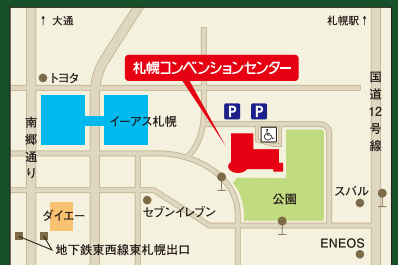 ↑ 大通
札幌駅↑
札幌コンベンションセンター
トヨタ
国道12号線
P P
イーアス札幌
南郷通り
公園
スバル
ダイエー
セブンイレブン
地下鉄東西線東札幌出口
ENEOS